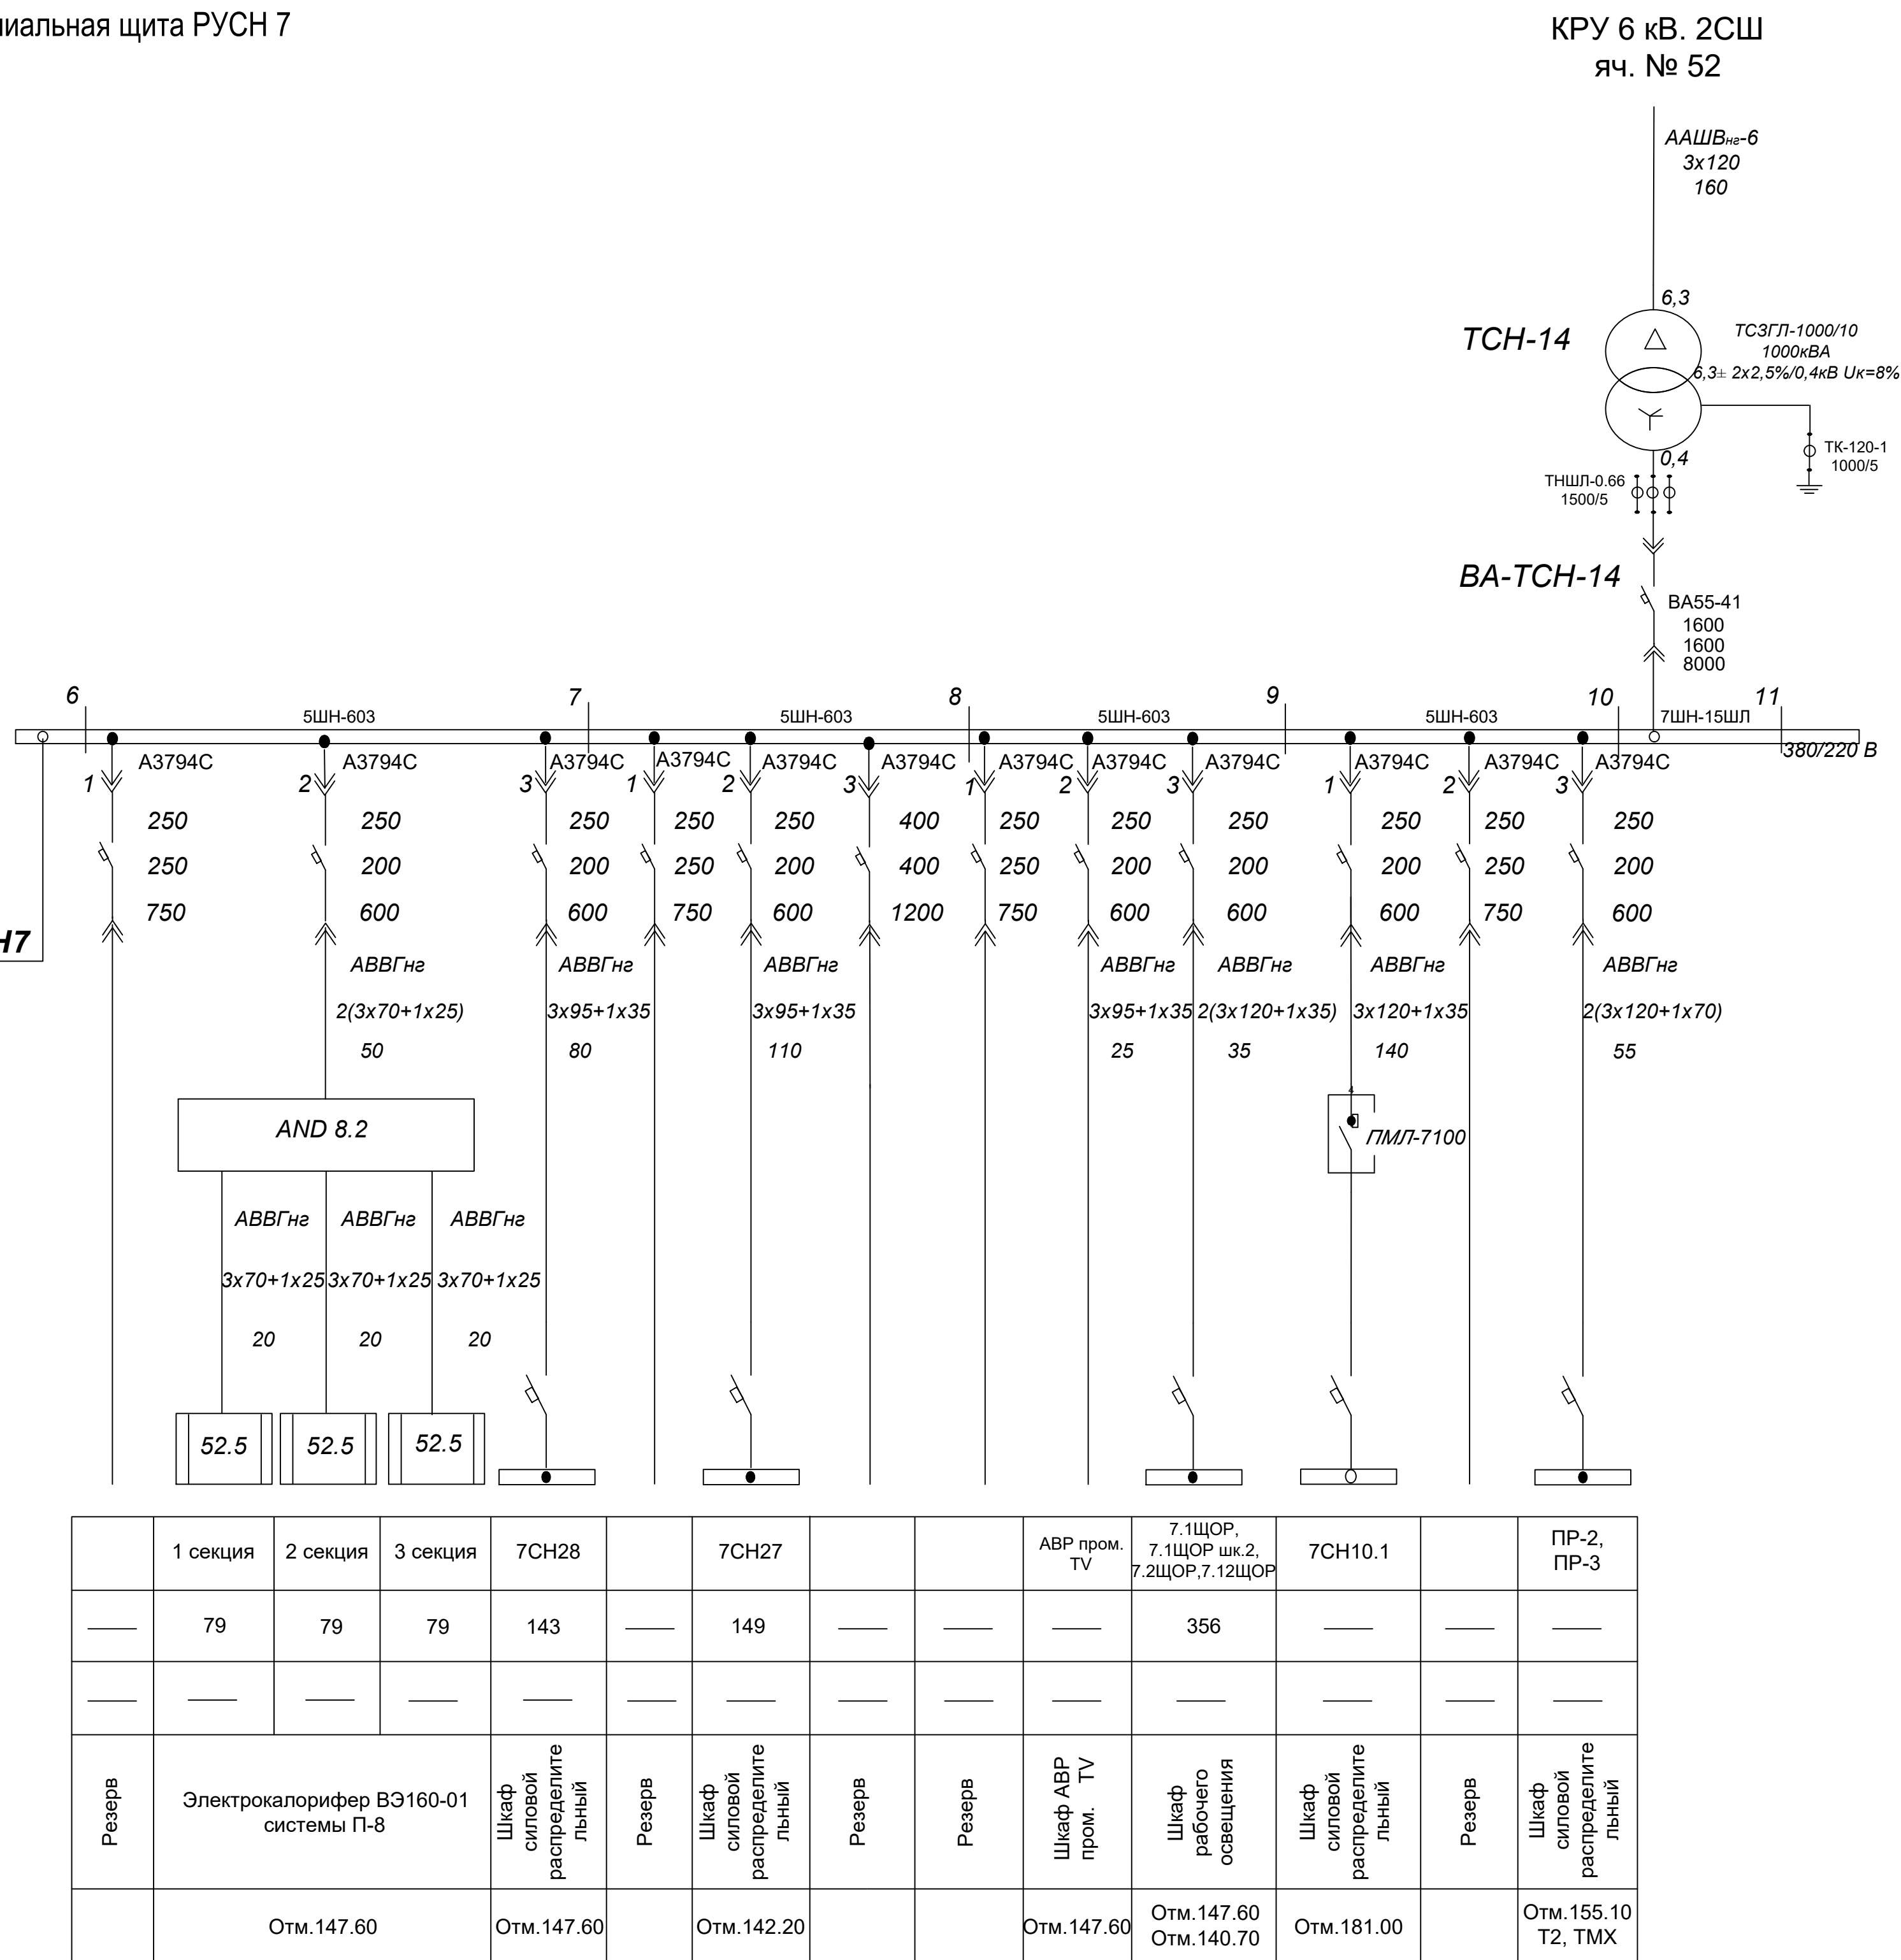 иальная щита РУСН 7
КРУ 6 кВ. 2СШ
яч. № 52
ААШВнг-6
3х120
160
6,3
ТСН-14
ТСЗГЛ-1000/10
1000кВА
6,3± 2х2,5%/0,4кВ Uк=8%
ТК-120-1
1000/5
0,4
ТНШЛ-0.66
1500/5
ВА-ТСН-14
ВА55-41
1600
1600
8000
6 7 8 9 10 11
5ШН-603 5ШН-603 5ШН-603 5ШН-603 7ШН-15ШЛ
380/220 В
А3794С А3794С А3794С А3794С А3794С А3794С А3794С А3794С А3794С А3794С А3794С А3794С
1 2 3 1 2 3 1 2 3 1 2 3
250 250 250 250 250 400 250 250 250 250 250 250
250 200 200 250 200 400 250 200 200 200 250 200
750 600 600 750 600 1200 750 600 600 600 750 600
Н7
АВВГнг АВВГнг АВВГнг АВВГнг АВВГнг АВВГнг АВВГнг
2(3х70+1х25) 3х95+1х35 3х95+1х35 3х95+1х35 2(3х120+1х35) 3х120+1х35 2(3х120+1х70)
50 80 110 25 35 140 55
4
AND 8.2
ПМЛ-7100
АВВГнг АВВГнг АВВГнг
3х70+1х25 3х70+1х25 3х70+1х25
20 20 20
52.5 52.5 52.5
1 секция 2 секция 3 секция 7СН28 7СН27
АВР пром.
TV
7.1ЩОР,
7.1ЩОР шк.2,
7.2ЩОР,7.12ЩОР
7СН10.1
ПР-2,
ПР-3
79 79 79 143 149 356
Резерв
Электрокалорифер ВЭ160-01
системы П-8
Шкаф
силовой
распределите
льный
Резерв
Шкаф
силовой
распределите
льный
Резерв
Резерв
Шкаф АВР
пром. TV
Шкаф
рабочего
освещения
Шкаф
силовой
распределите
льный
Резерв
Шкаф
силовой
распределите
льный
Отм.147.60 Отм.147.60 Отм.142.20 Отм.147.60
Отм.147.60
Отм.140.70
Отм.181.00
Отм.155.10
Т2, ТМХ